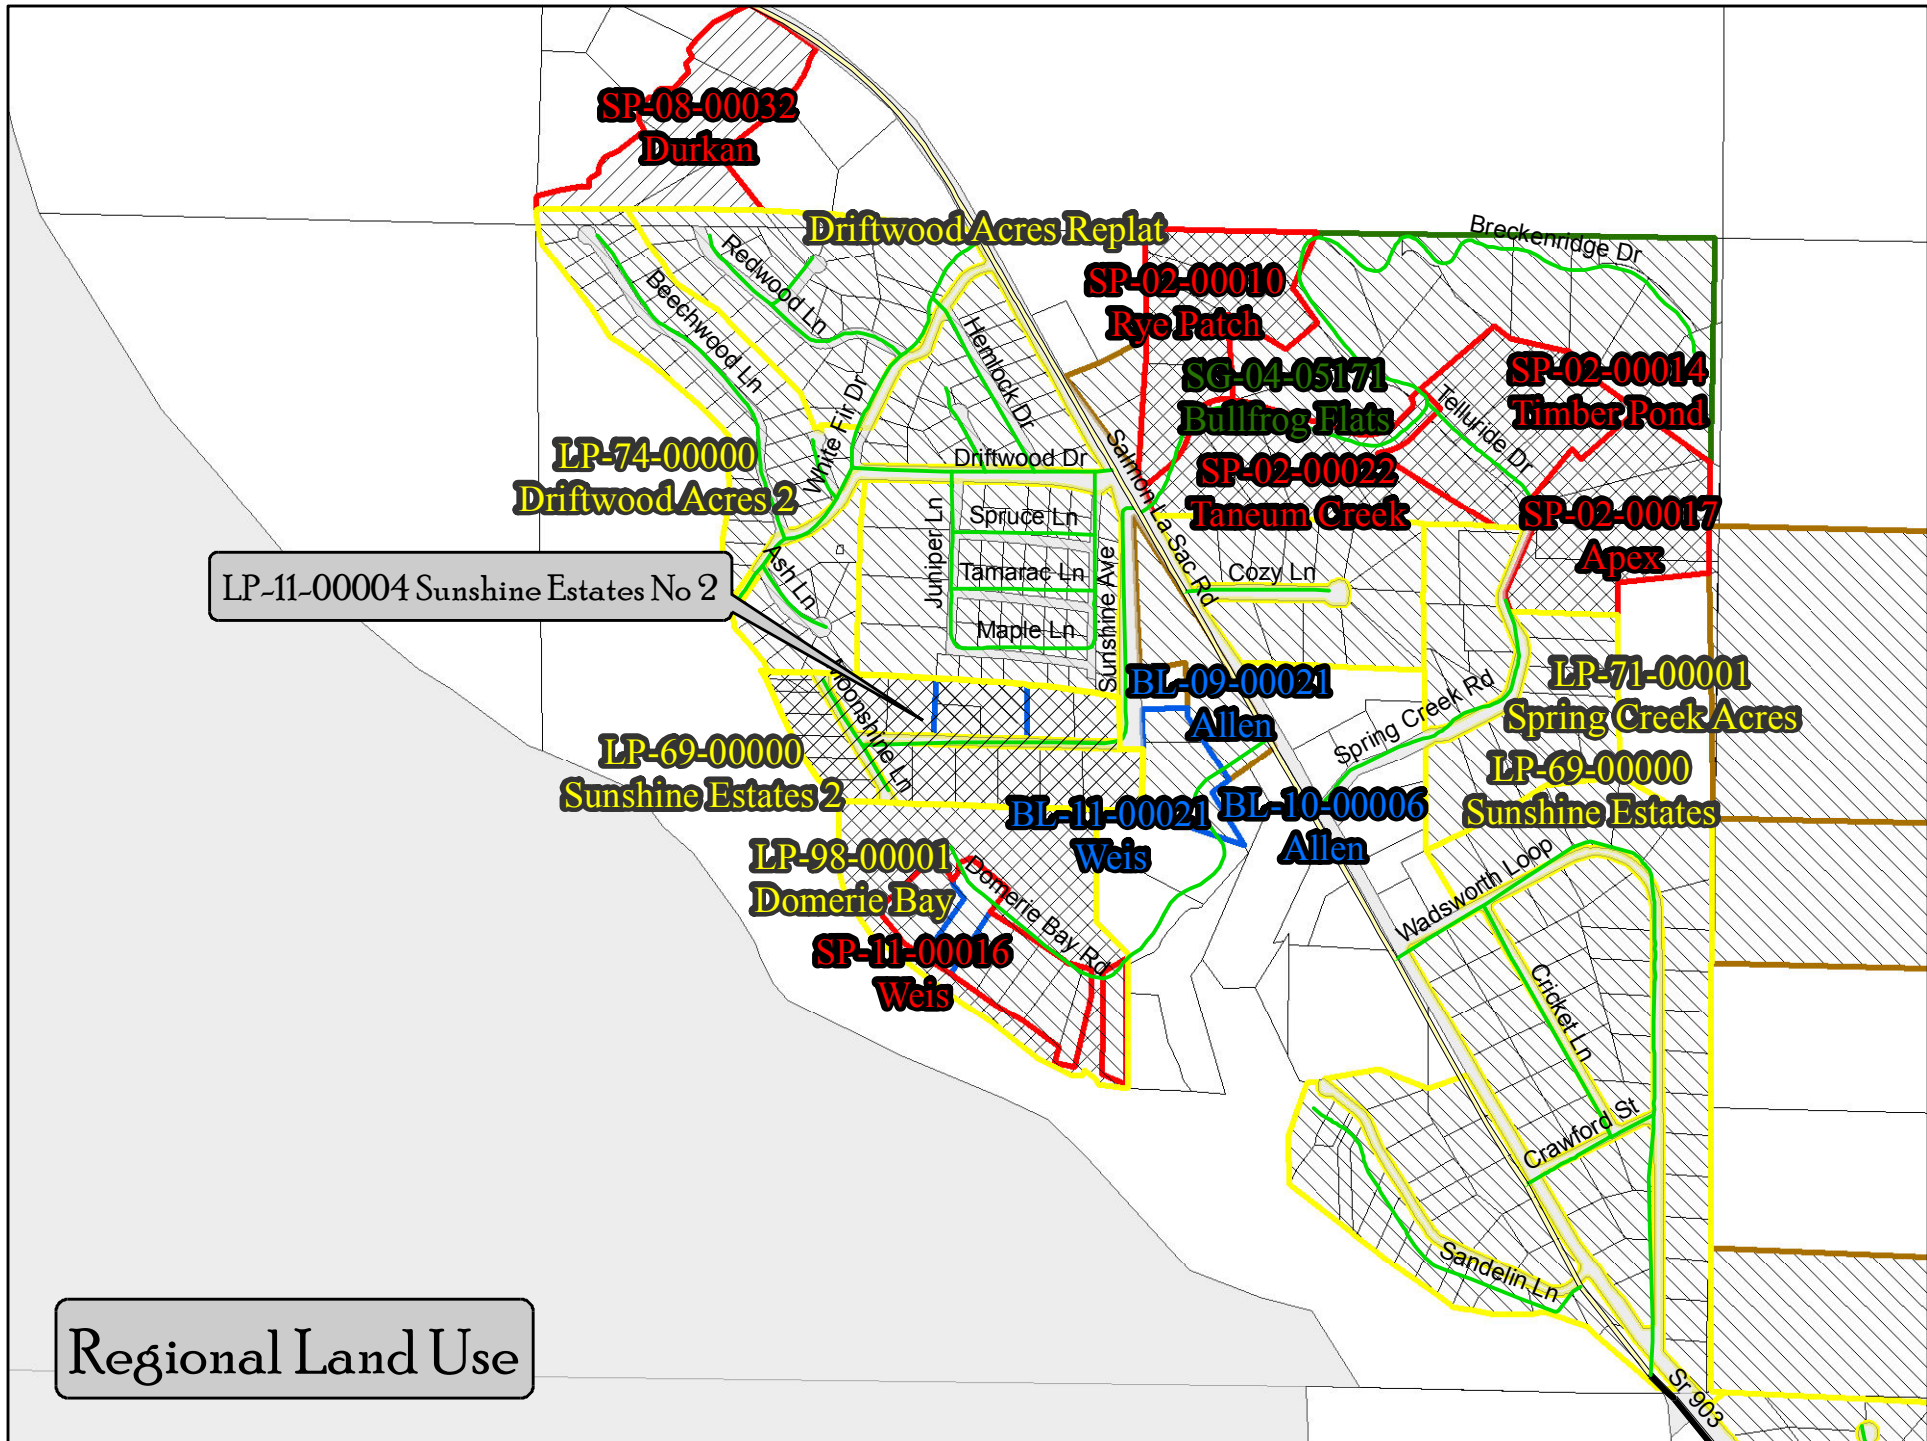 SP-08-00032
Durkan
Driftwood Acres Replat
Breckenridge Dr
Redwood Ln
Beechwood Ln
SP-02-00010
Rye Patch
Hemlock Dr
White Fir Dr
SG-04-05171
Bullfrog Flats
SP-02-00014
Timber Pond
Telluride Dr
LP-74-00000
Driftwood Acres 2
Driftwood Dr
Salmon La Sac Rd
SP-02-00022
Taneum Creek
SP-02-00017
Apex
Juniper Ln
Spruce Ln
Tamarac Ln
Maple Ln
Sunshine Ave
Cozy Ln
Ash Ln
LP-11-00004 Sunshine Estates No 2
Moonshine Ln
BL-09-00021
Allen
Spring Creek Rd
LP-71-00001
Spring Creek Acres
LP-69-00000
Sunshine Estates 2
LP-69-00000
Sunshine Estates
BL-11-00021
Weis
BL-10-00006
Allen
LP-98-00001
Domerie Bay
Domerie Bay Rd
SP-11-00016
Weis
Wadsworth Loop
Cricket Ln
Crawford St
Sandelin Ln
Sr 903
Regional Land Use